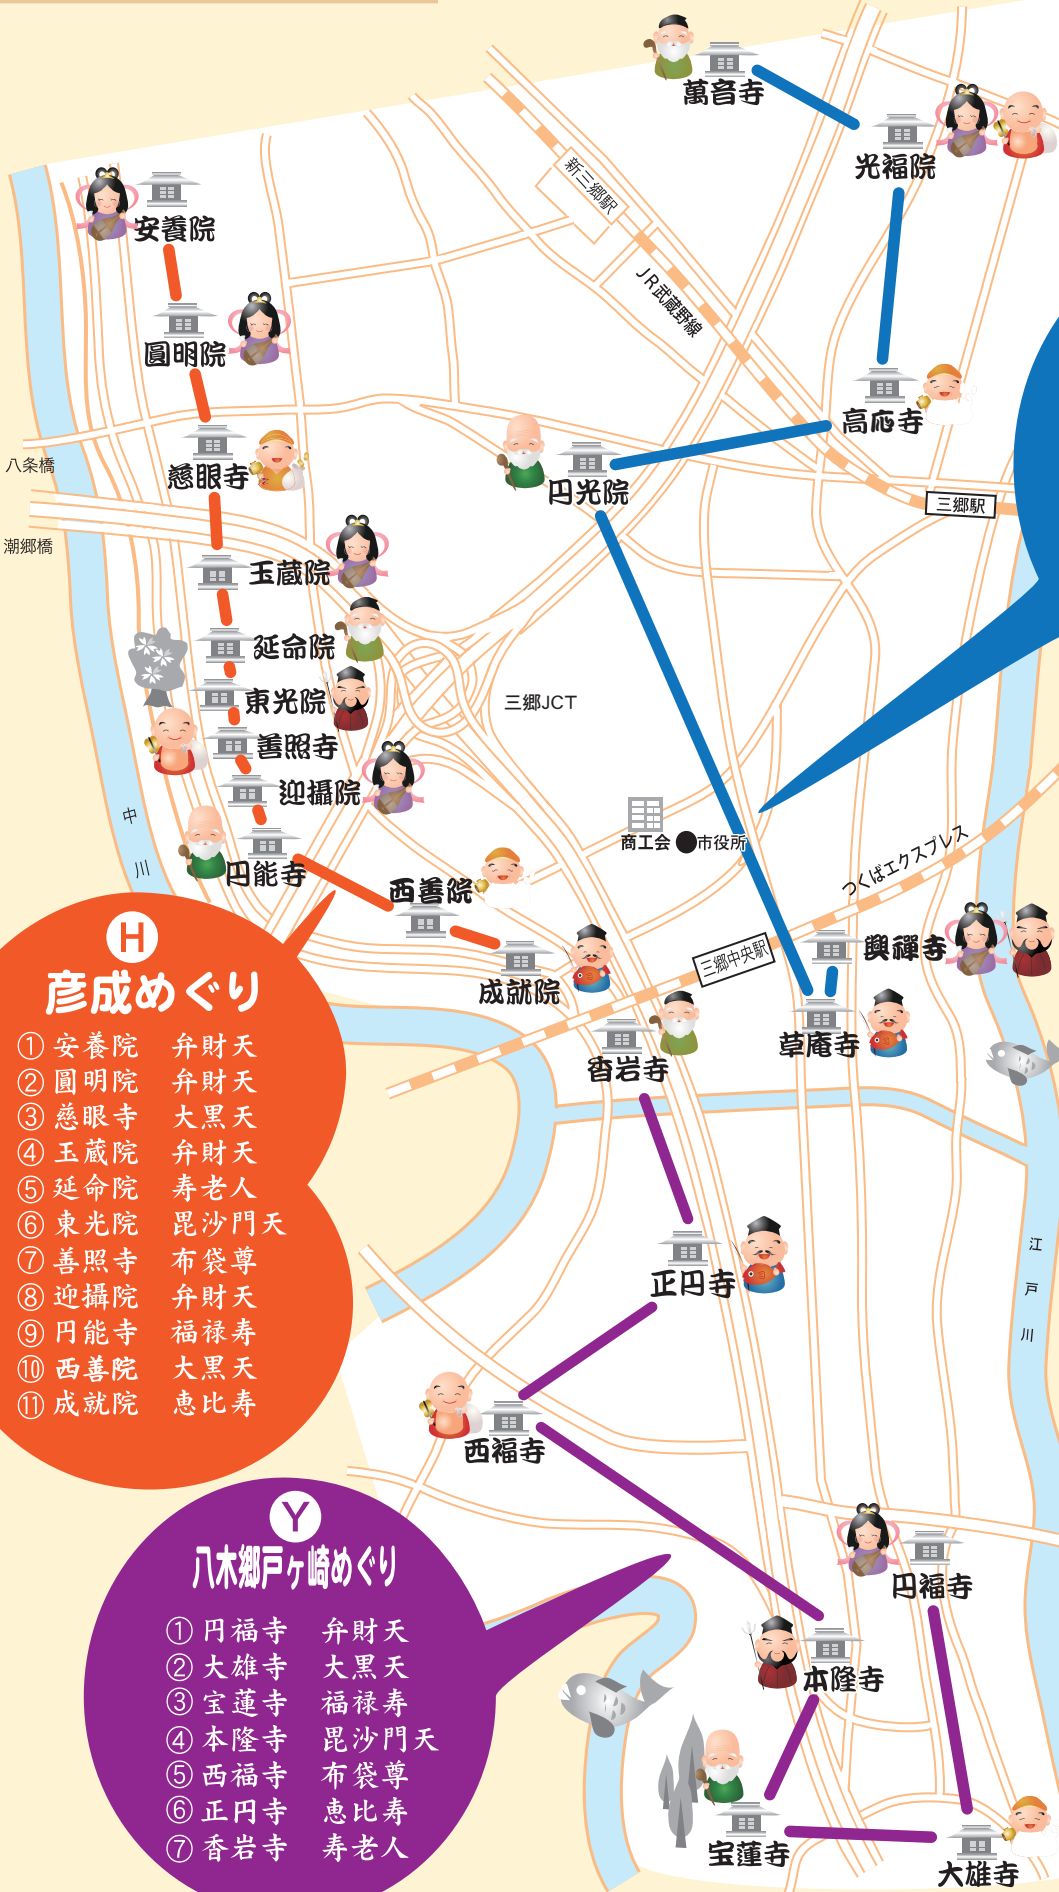 萬音寺
光福院
新三郷駅
安養院
JR武蔵野線
圓明院
高応寺
慈眼寺
八条橋
円光院
三郷駅
潮郷橋
玉蔵院
延命院
東光院
三郷JCT
善照寺
迎攝院
中川
商工会
市役所
円能寺
つくばエクスプレス
西善院
興禅寺
三郷中央駅
成就院
草庵寺
香岩寺
江戸川
正円寺
西福寺
円福寺
本隆寺
宝蓮寺
大雄寺
H
彦成めぐり
① 安養院 弁財天
② 圓明院 弁財天
③ 慈眼寺 大黒天
④ 玉蔵院 弁財天
⑤ 延命院 寿老人
⑥ 東光院 毘沙門天
⑦ 善照寺 布袋尊
⑧ 迎攝院 弁財天
⑨ 円能寺 福禄寿
⑩ 西善院 大黒天
⑪ 成就院 恵比寿
Y
八木郷戸ヶ崎めぐり
① 円福寺 弁財天
② 大雄寺 大黒天
③ 宝蓮寺 福禄寿
④ 本隆寺 毘沙門天
⑤ 西福寺 布袋尊
⑥ 正円寺 恵比寿
⑦ 香岩寺 寿老人